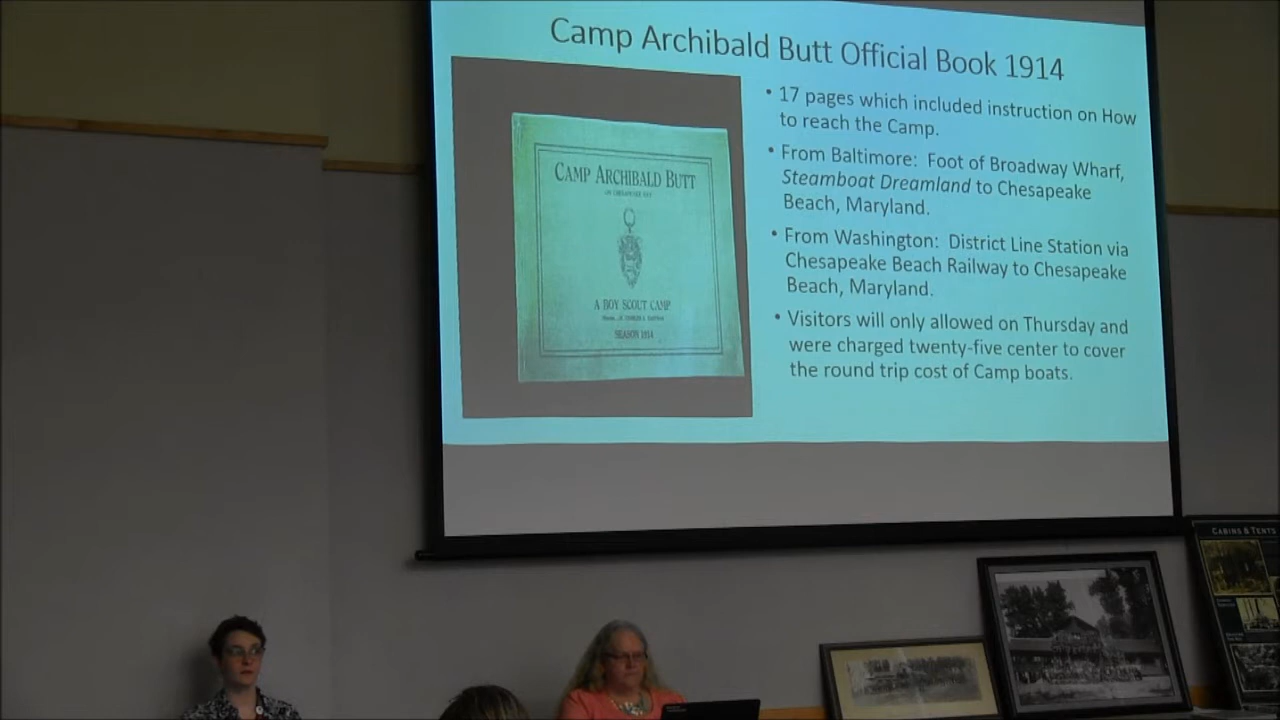 Camp Archibald Butt Official Book 1914
CAMP ARCHIBALD BUTT
ON CHESAPEAKE BAY
A BOY SCOUT CAMP
SEASON 1914
• 17 pages which included instruction on How
to reach the Camp.
• From Baltimore: Foot of Broadway Wharf,
Steamboat Dreamland to Chesapeake
Beach, Maryland.
• From Washington: District Line Station via
Chesapeake Beach Railway to Chesapeake
Beach, Maryland.
• Visitors will only allowed on Thursday and
were charged twenty-five center to cover
the round trip cost of Camp boats.
CABINS & TENTS